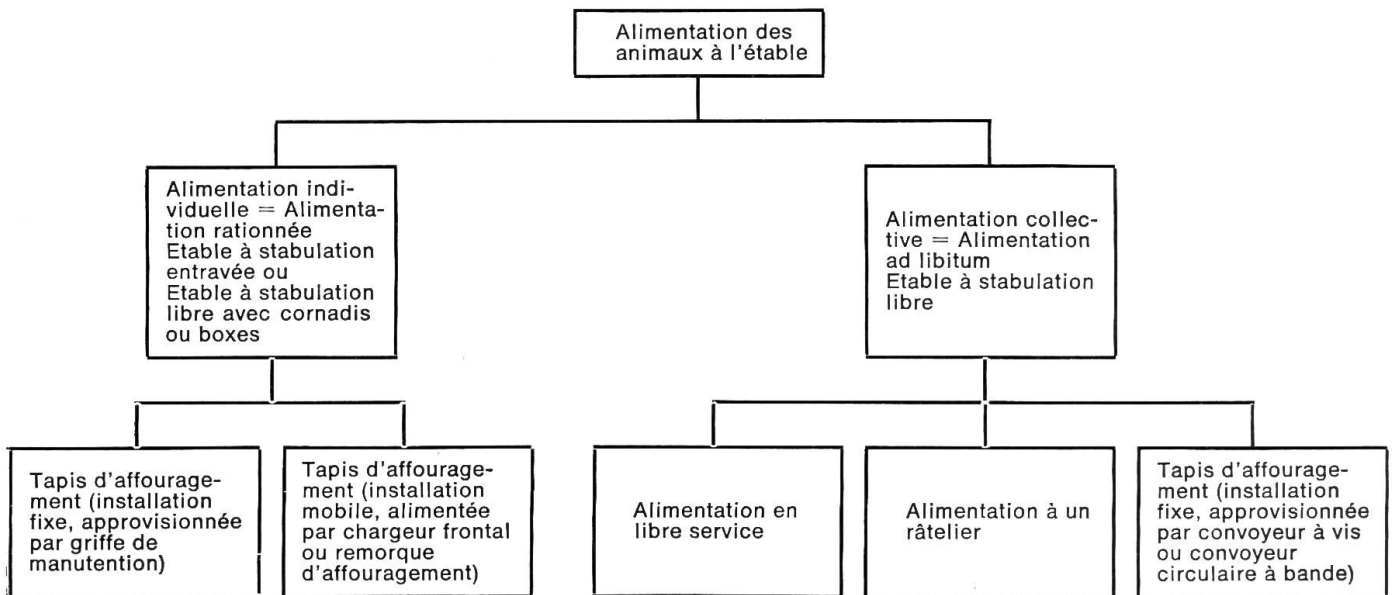 Alimentation des
animaux à l'étable
Alimentation indi-
viduelle = Alimenta-
tion rationnée
Etable à stabulation
entravée ou
Etable à stabulation
libre avec cornadis
ou boxes
Alimentation collec-
tive = Alimentation
ad libitum
Etable à stabulation
libre
Tapis d'affourage-
ment (installation
fixe, approvisionnée
par griffe de
manutention)
Tapis d'affourage-
ment (installation
mobile, alimentée
par chargeur frontal
ou remorque
d'affouragement)
Alimentation en
libre service
Alimentation à un
râtelier
Tapis d'affourage-
ment (installation
fixe, approvisionnée
par convoyeur à vis
ou convoyeur
circulaire à bande)